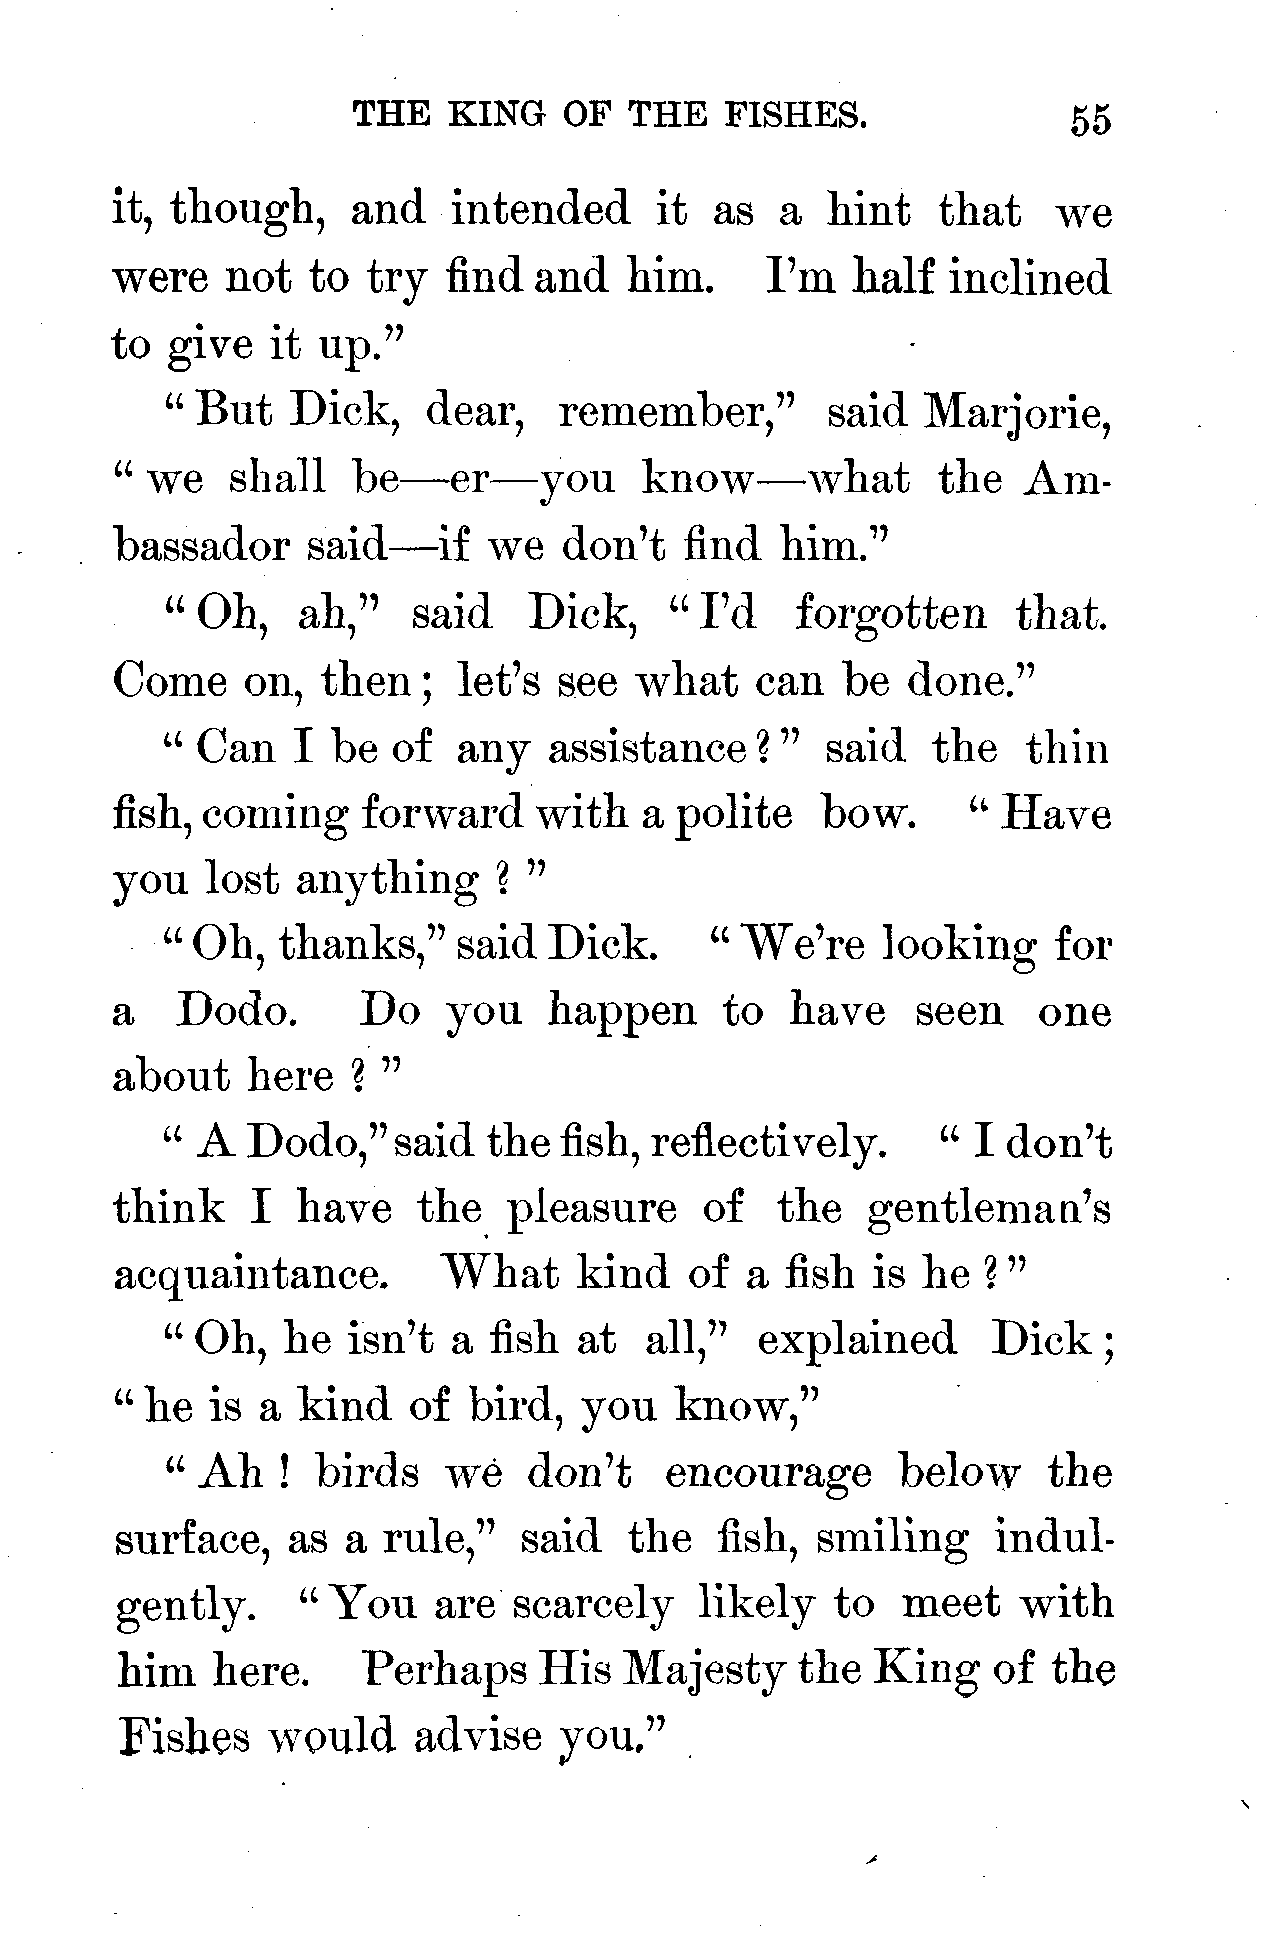 THE KING OF THE FISHES. 55
it, though, and intended it as a hint that we
were not to try find and him. I'm half inclined
to give it up."
"But Dick, dear, remember," said Marjorie,
"we shall be—er—you know—what the Am-
bassador said—if we don't find him."
"Oh, ah," said Dick, "I'd forgotten that.
Come on, then; let's see what can be done."
"Can I be of any assistance?" said the thin
fish, coming forward with a polite bow. "Have
you lost anything?"
"Oh, thanks," said Dick. "We're looking for
a Dodo. Do you happen to have seen one
about here?"
"A Dodo," said the fish, reflectively. "I don't
think I have the pleasure of the gentleman's
acquaintance. What kind of a fish is he?"
"Oh, he isn't a fish at all," explained Dick;
"he is a kind of bird, you know,"
"Ah! birds we don't encourage below the
surface, as a rule," said the fish, smiling indul-
gently. "You are scarcely likely to meet with
him here. Perhaps His Majesty the King of the
Fishes would advise you."